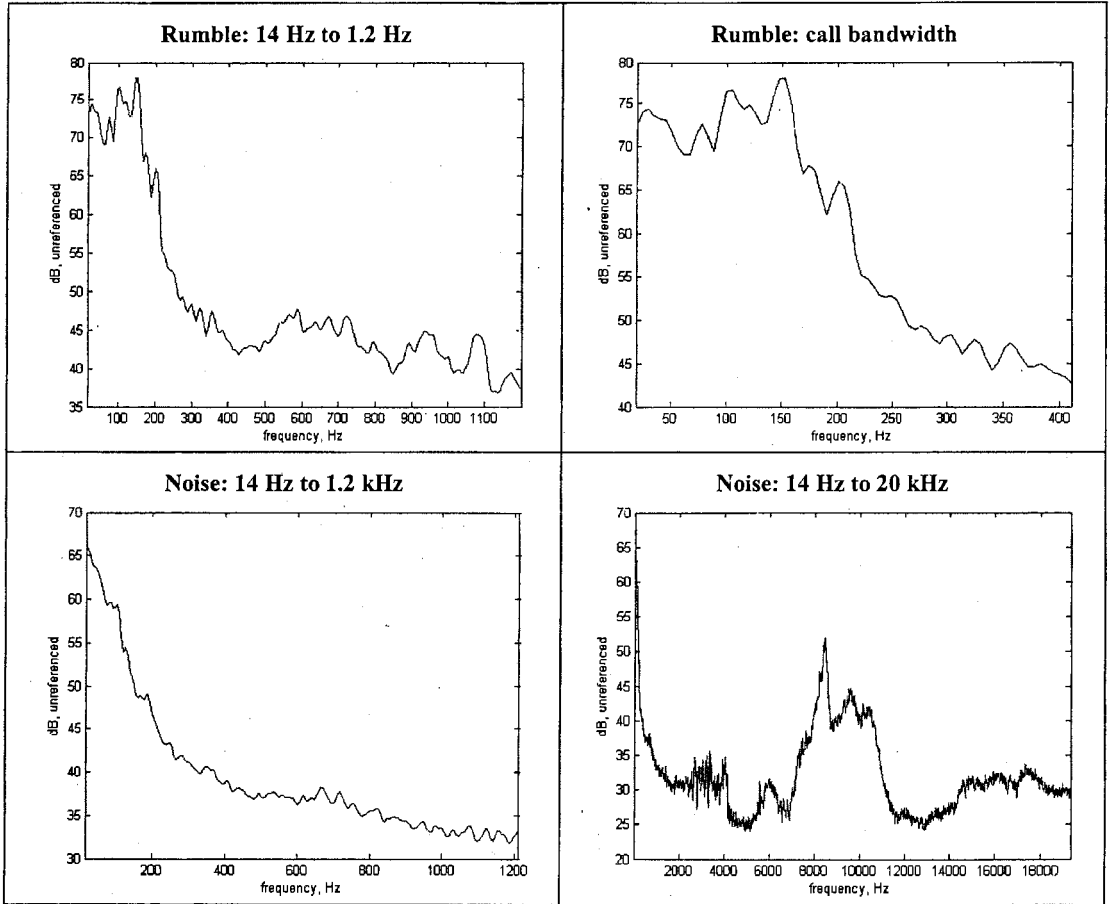 Rumble: 14 Hz to 1.2 Hz
80
75
70
65
60
55
50
45
40
35
dB, unreferenced
100 200 300 400 500 600 700 800 900 1000 1100
frequency, Hz
Rumble: call bandwidth
80
75
70
65
60
55
50
45
40
dB, unreferenced
50 100 150 200 250 300 350 400
frequency, Hz
Noise: 14 Hz to 1.2 kHz
70
65
60
55
50
45
40
35
30
dB, unreferenced
200 400 600 800 1000 1200
frequency, Hz
Noise: 14 Hz to 20 kHz
70
65
60
55
50
45
40
35
30
25
20
dB, unreferenced
2000 4000 6000 8000 10000 12000 14000 16000 18000
frequency, Hz